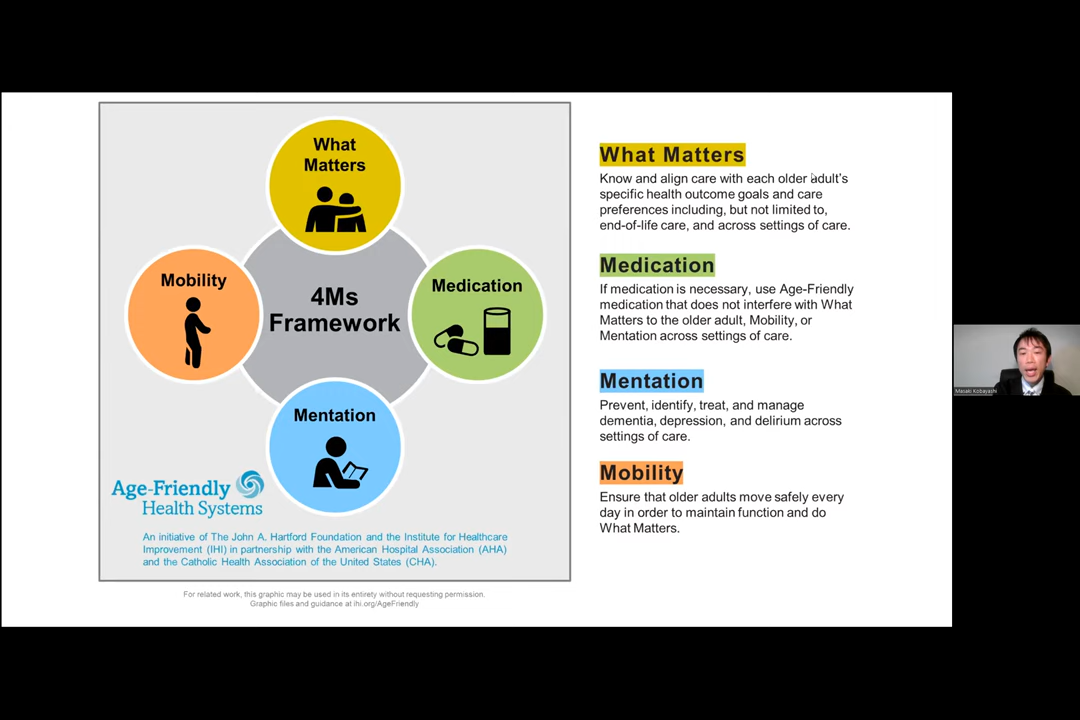 What
Matters
Mobility
4Ms
Framework
Medication
Mentation
Age-Friendly
Health Systems
An initiative of The John A. Hartford Foundation and the Institute for Healthcare
Improvement (IHI) in partnership with the American Hospital Association (AHA)
and the Catholic Health Association of the United States (CHA).
For related work, this graphic may be used in its entirety without requesting permission.
Graphic files and guidance at ihi.org/AgeFriendly
What Matters
Know and align care with each older adult's
specific health outcome goals and care
preferences including, but not limited to,
end-of-life care, and across settings of care.
Medication
If medication is necessary, use Age-Friendly
medication that does not interfere with What
Matters to the older adult, Mobility, or
Mentation across settings of care.
Mentation
Prevent, identify, treat, and manage
dementia, depression, and delirium across
settings of care.
Mobility
Ensure that older adults move safely every
day in order to maintain function and do
What Matters.
Masaki Kobayashi